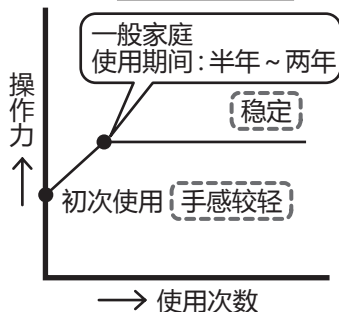 一般家庭
使用期间：半年～两年
操作力
稳定
初次使用 手感较轻
使用次数